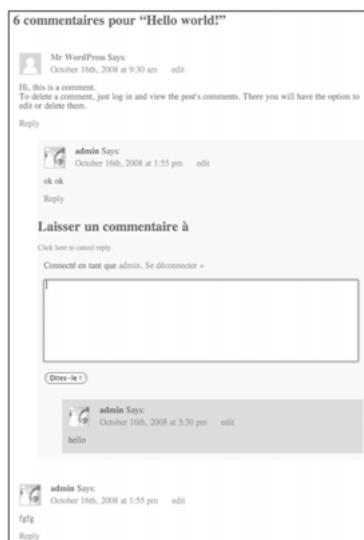 6 commentaires pour “Hello world!”
Mr WordPress Says:
October 16th, 2008 at 9:30 am edit
Hi, this is a comment.
To delete a comment, just log in and view the post's comments. There you will have the option to
edit or delete them.
Reply
admin Says:
October 16th, 2008 at 1:55 pm edit
ok ok
Reply
Laisser un commentaire à
Click here to cancel reply.
Connecté en tant que admin. Se déconnecter »
Dites-le !
admin Says:
October 16th, 2008 at 3:30 pm edit
hello
admin Says:
October 16th, 2008 at 1:55 pm edit
fgfg
Reply